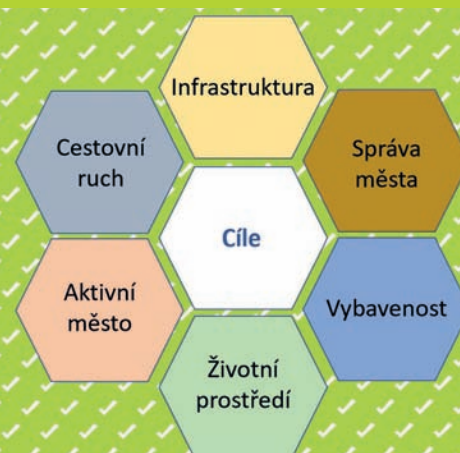 Infrastruktura
Cestovní
ruch
Správa
města
Cíle
Aktivní
město
Vybavenost
Životní
prostředí